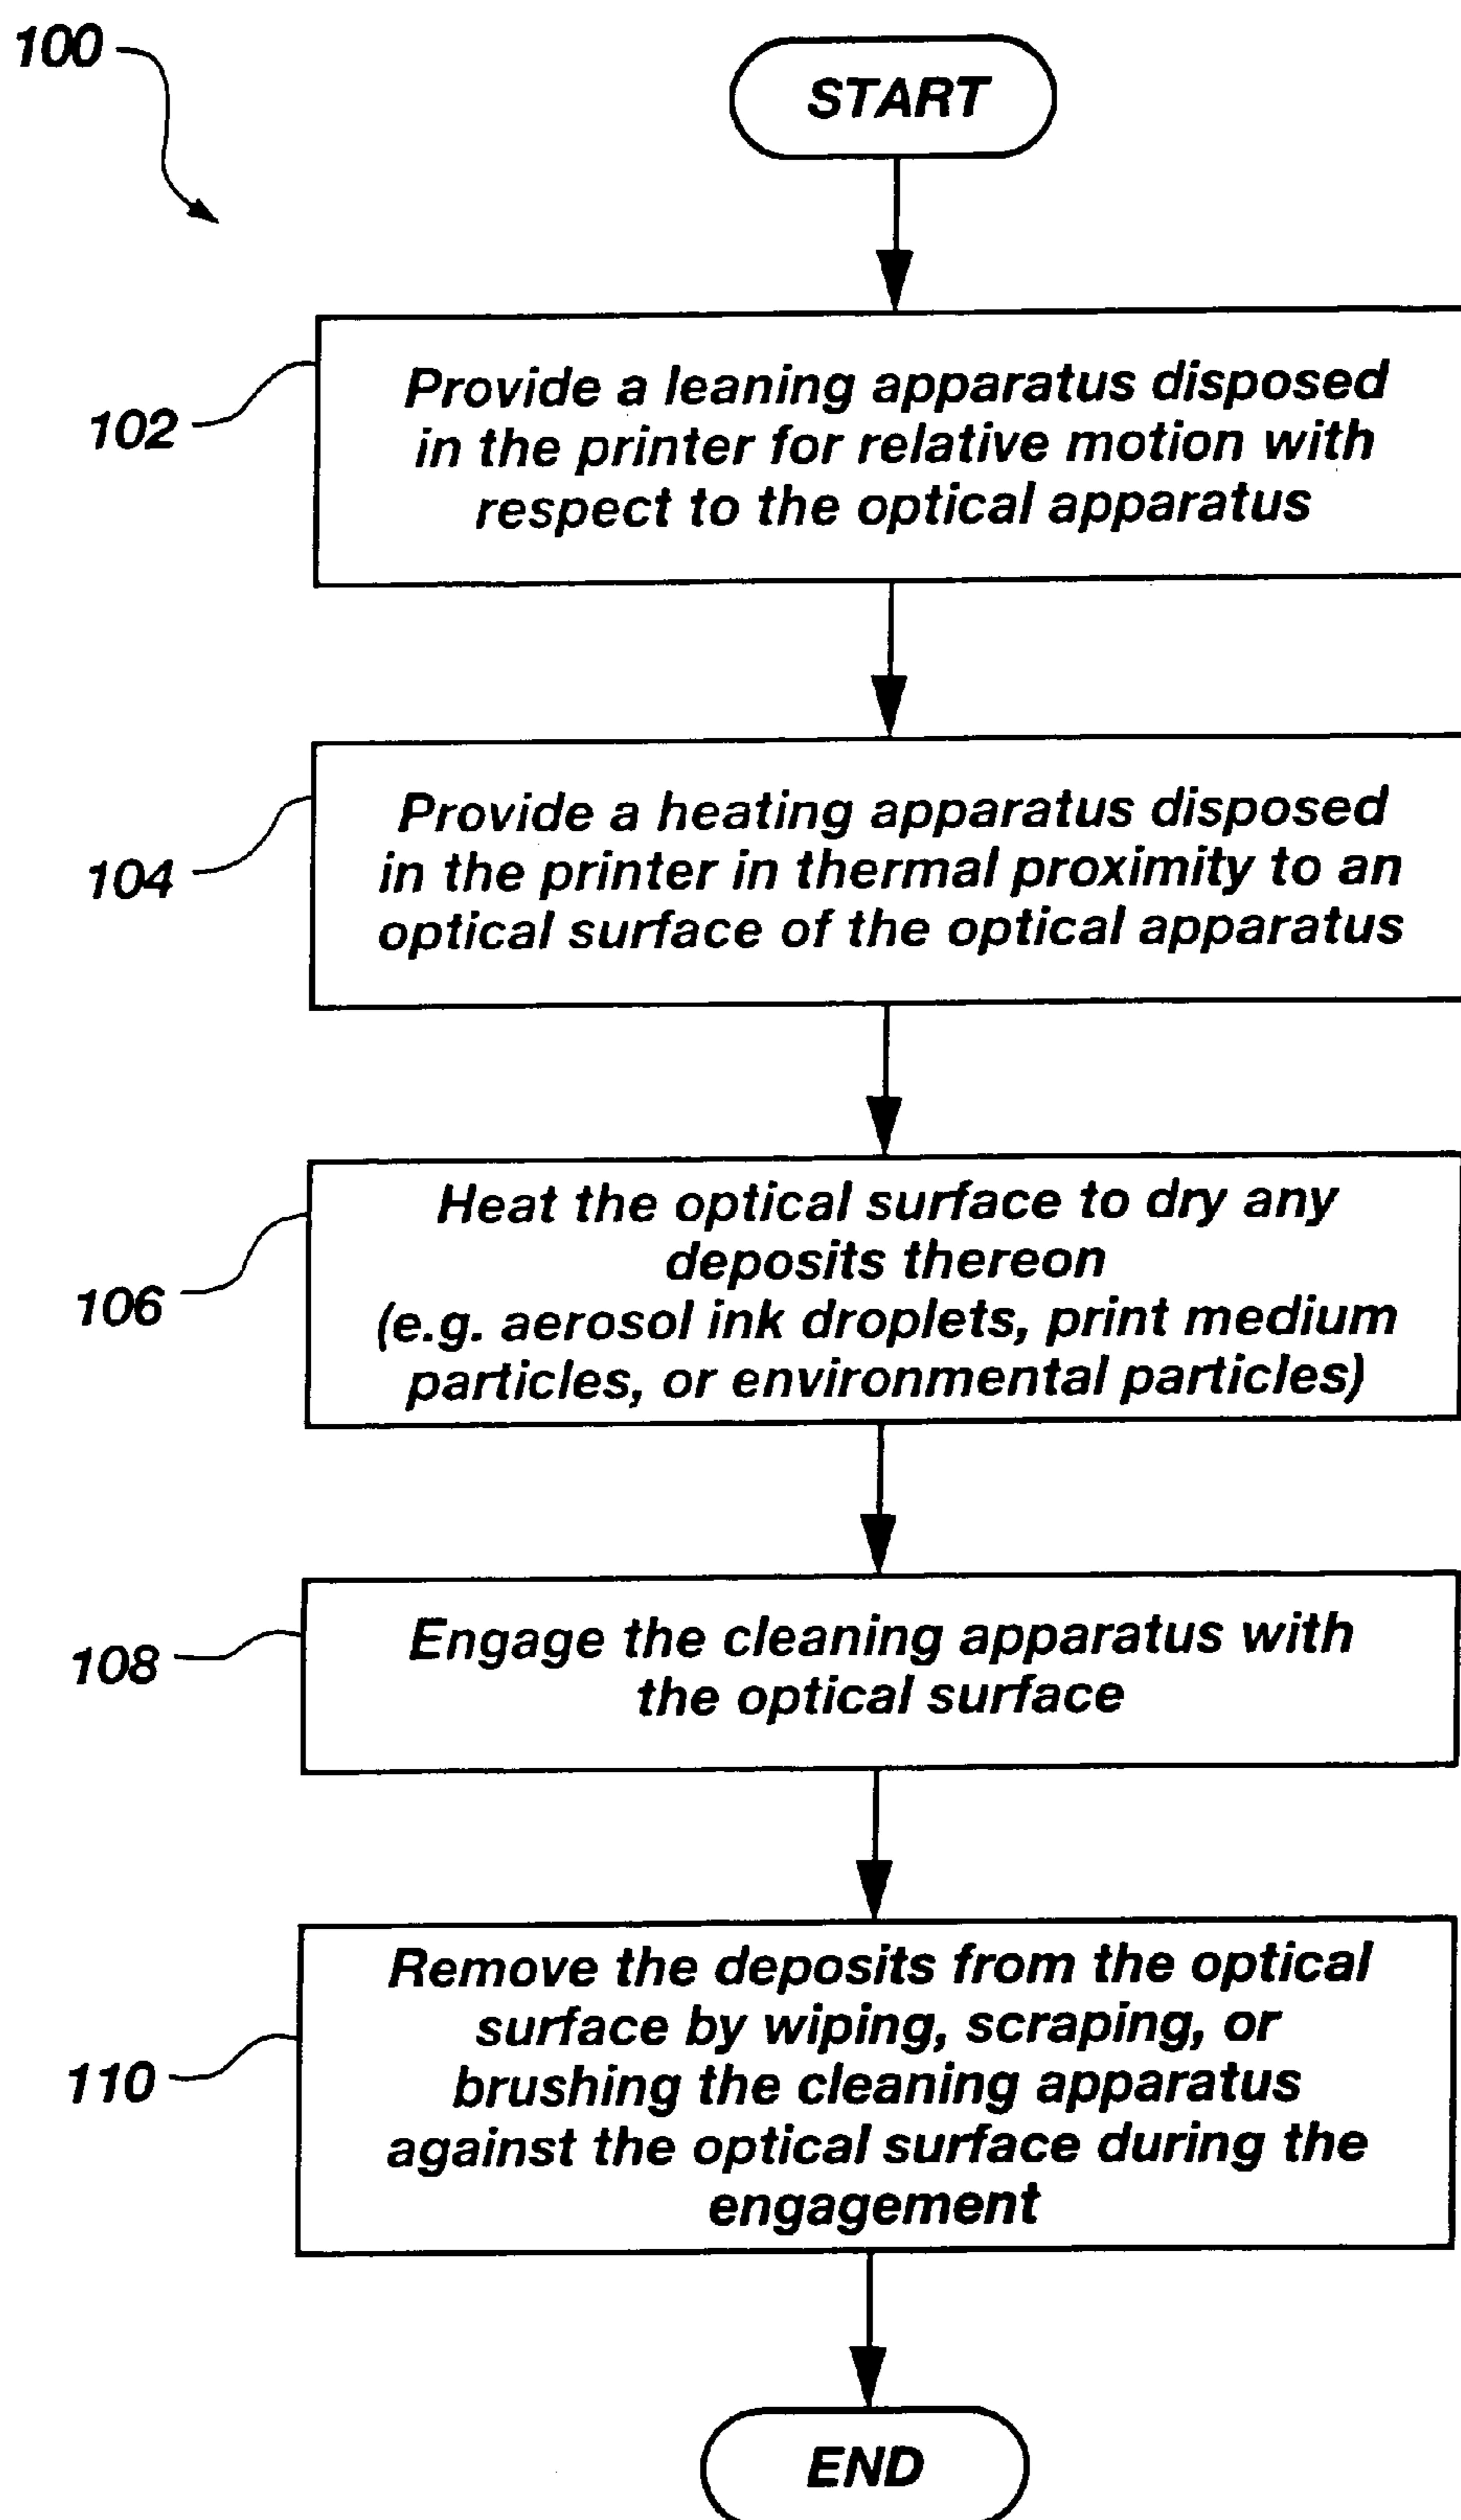 100
START
102
Provide a leaning apparatus disposed
in the printer for relative motion with
respect to the optical apparatus
104
Provide a heating apparatus disposed
in the printer in thermal proximity to an
optical surface of the optical apparatus
106
Heat the optical surface to dry any
deposits thereon
(e.g. aerosol ink droplets, print medium
particles, or environmental particles)
108
Engage the cleaning apparatus with
the optical surface
110
Remove the deposits from the optical
surface by wiping, scraping, or
brushing the cleaning apparatus
against the optical surface during the
engagement
END